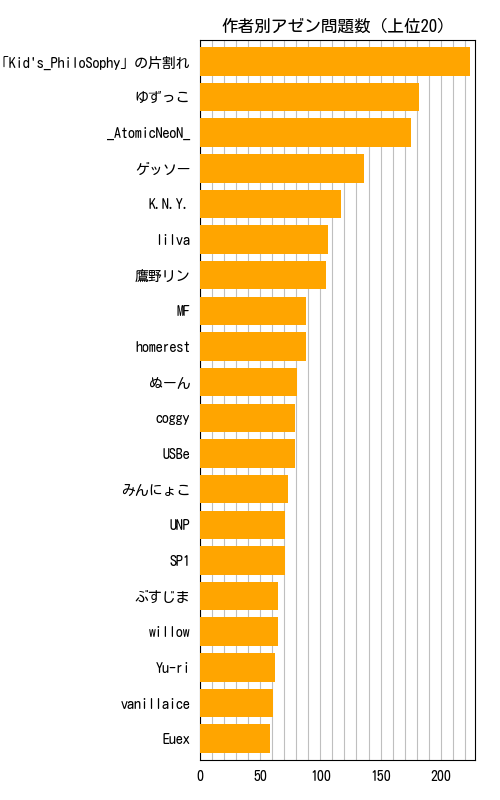 作者別アゼン問題数（上位20）
「Kid's_PhiloSophy」の片割れ
ゆずっこ
_AtomicNeoN_
ゲッソー
K.N.Y.
lilva
鷹野リン
MF
homerest
ぬーん
coggy
USBe
みんにょこ
UNP
SP1
ぶすじま
willow
Yu-ri
vanillaice
Euex
0 50 100 150 200